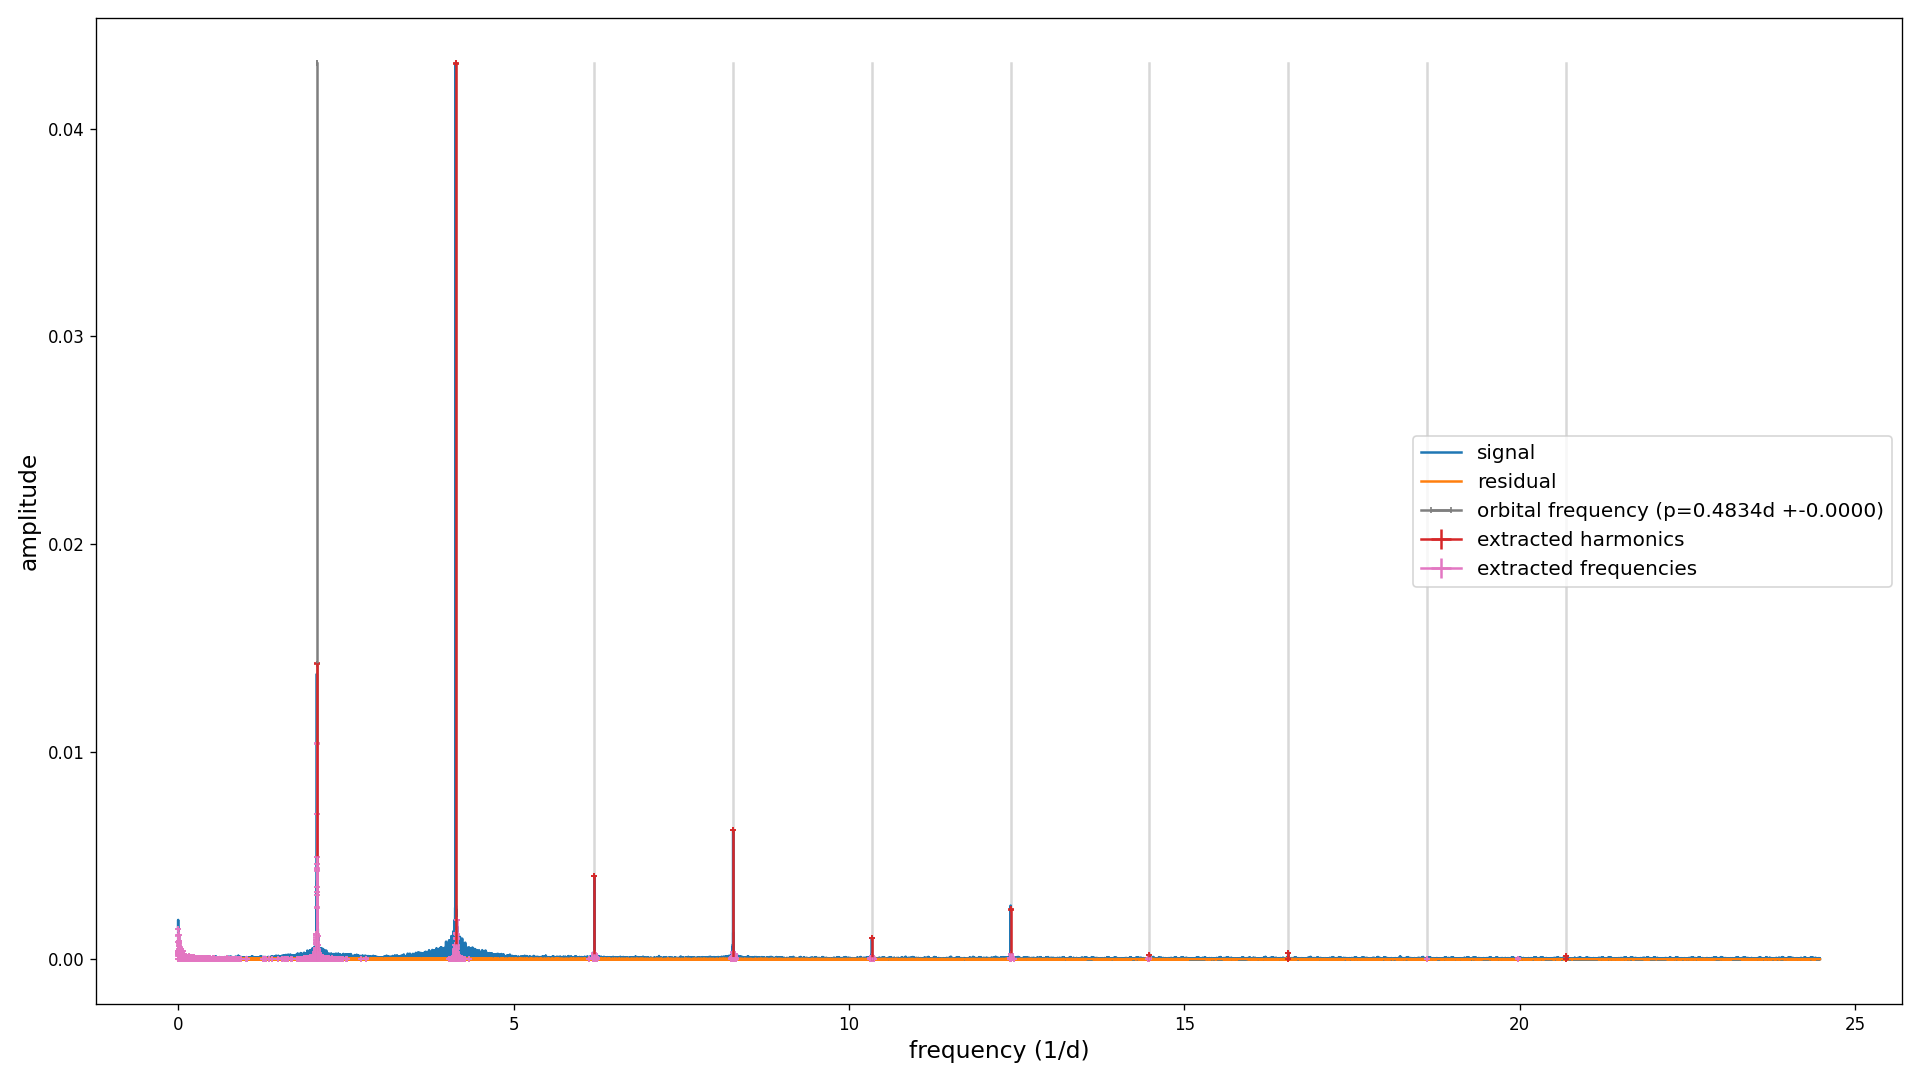 0.04
0.03
0.02
0.01
0.00
amplitude
0
5
10
15
20
25
frequency (1/d)
signal
residual
orbital frequency (p=0.4834d +-0.0000)
extracted harmonics
extracted frequencies